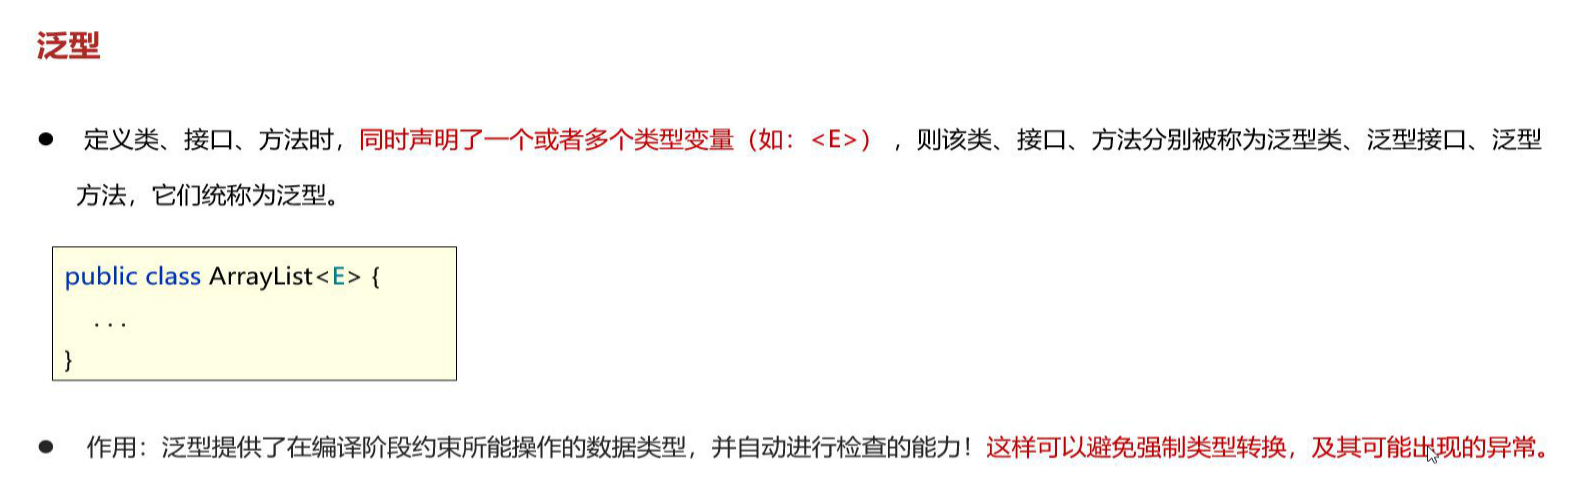 泛型
● 定义类、接口、方法时，同时声明了一个或者多个类型变量（如：<E>），则该类、接口、方法分别被称为泛型类、泛型接口、泛型
方法，它们统称为泛型。
public class ArrayList<E> {
...
}
● 作用：泛型提供了在编译阶段约束所能操作的数据类型，并自动进行检查的能力！这样可以避免强制类型转换，及其可能出现的异常。